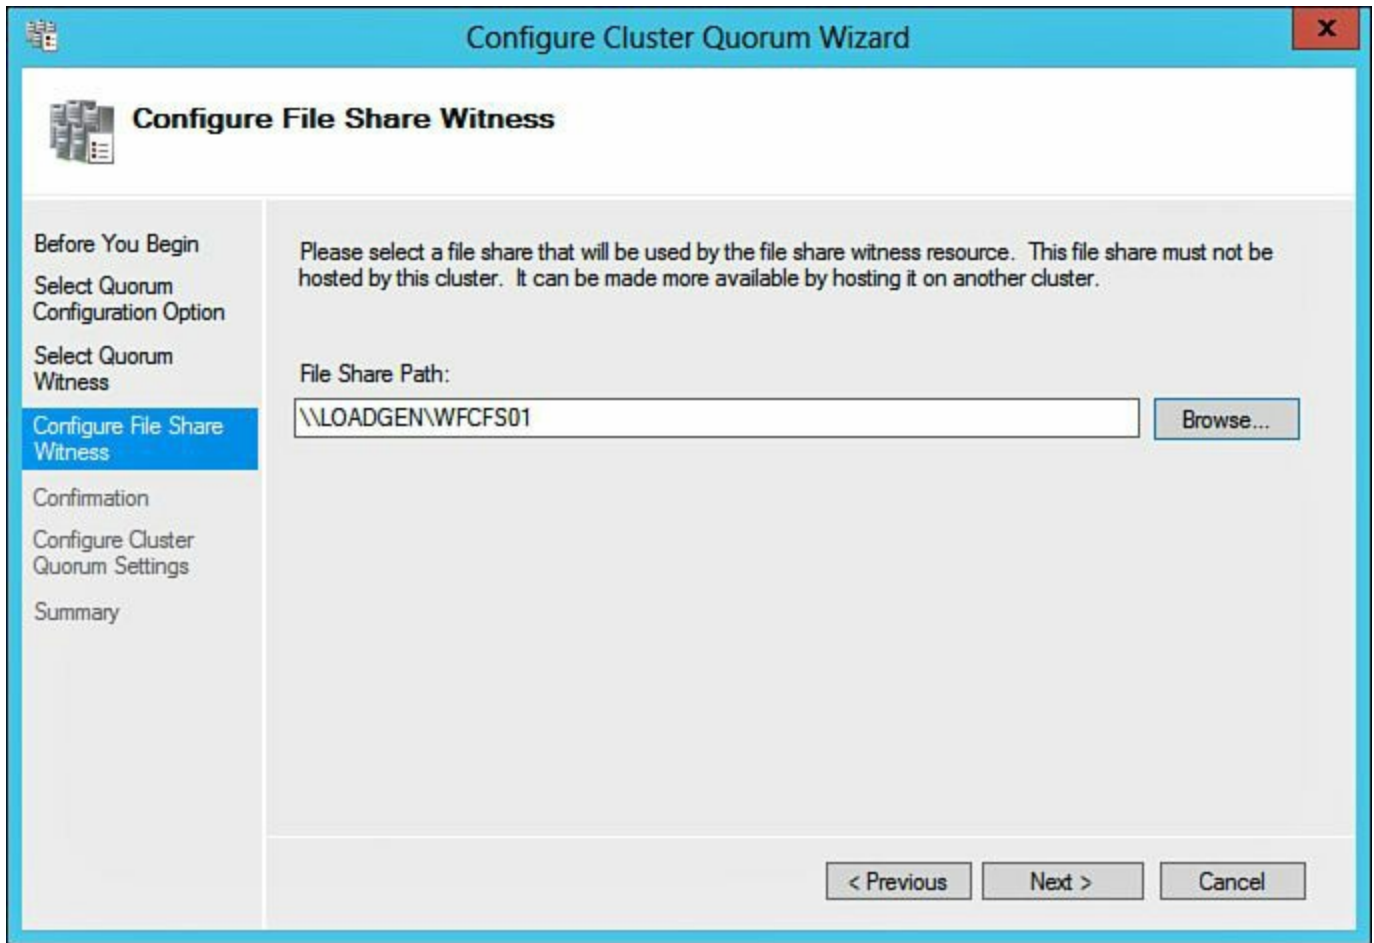 Configure Cluster Quorum Wizard
x
Configure File Share Witness
Before You Begin
Select Quorum
Configuration Option
Select Quorum
Witness
Configure File Share
Witness
Confirmation
Configure Cluster
Quorum Settings
Summary
Please select a file share that will be used by the file share witness resource. This file share must not be
hosted by this cluster. It can be made more available by hosting it on another cluster.
File Share Path:
\\LOADGEN\WFCFS01
Browse...
< Previous
Next >
Cancel